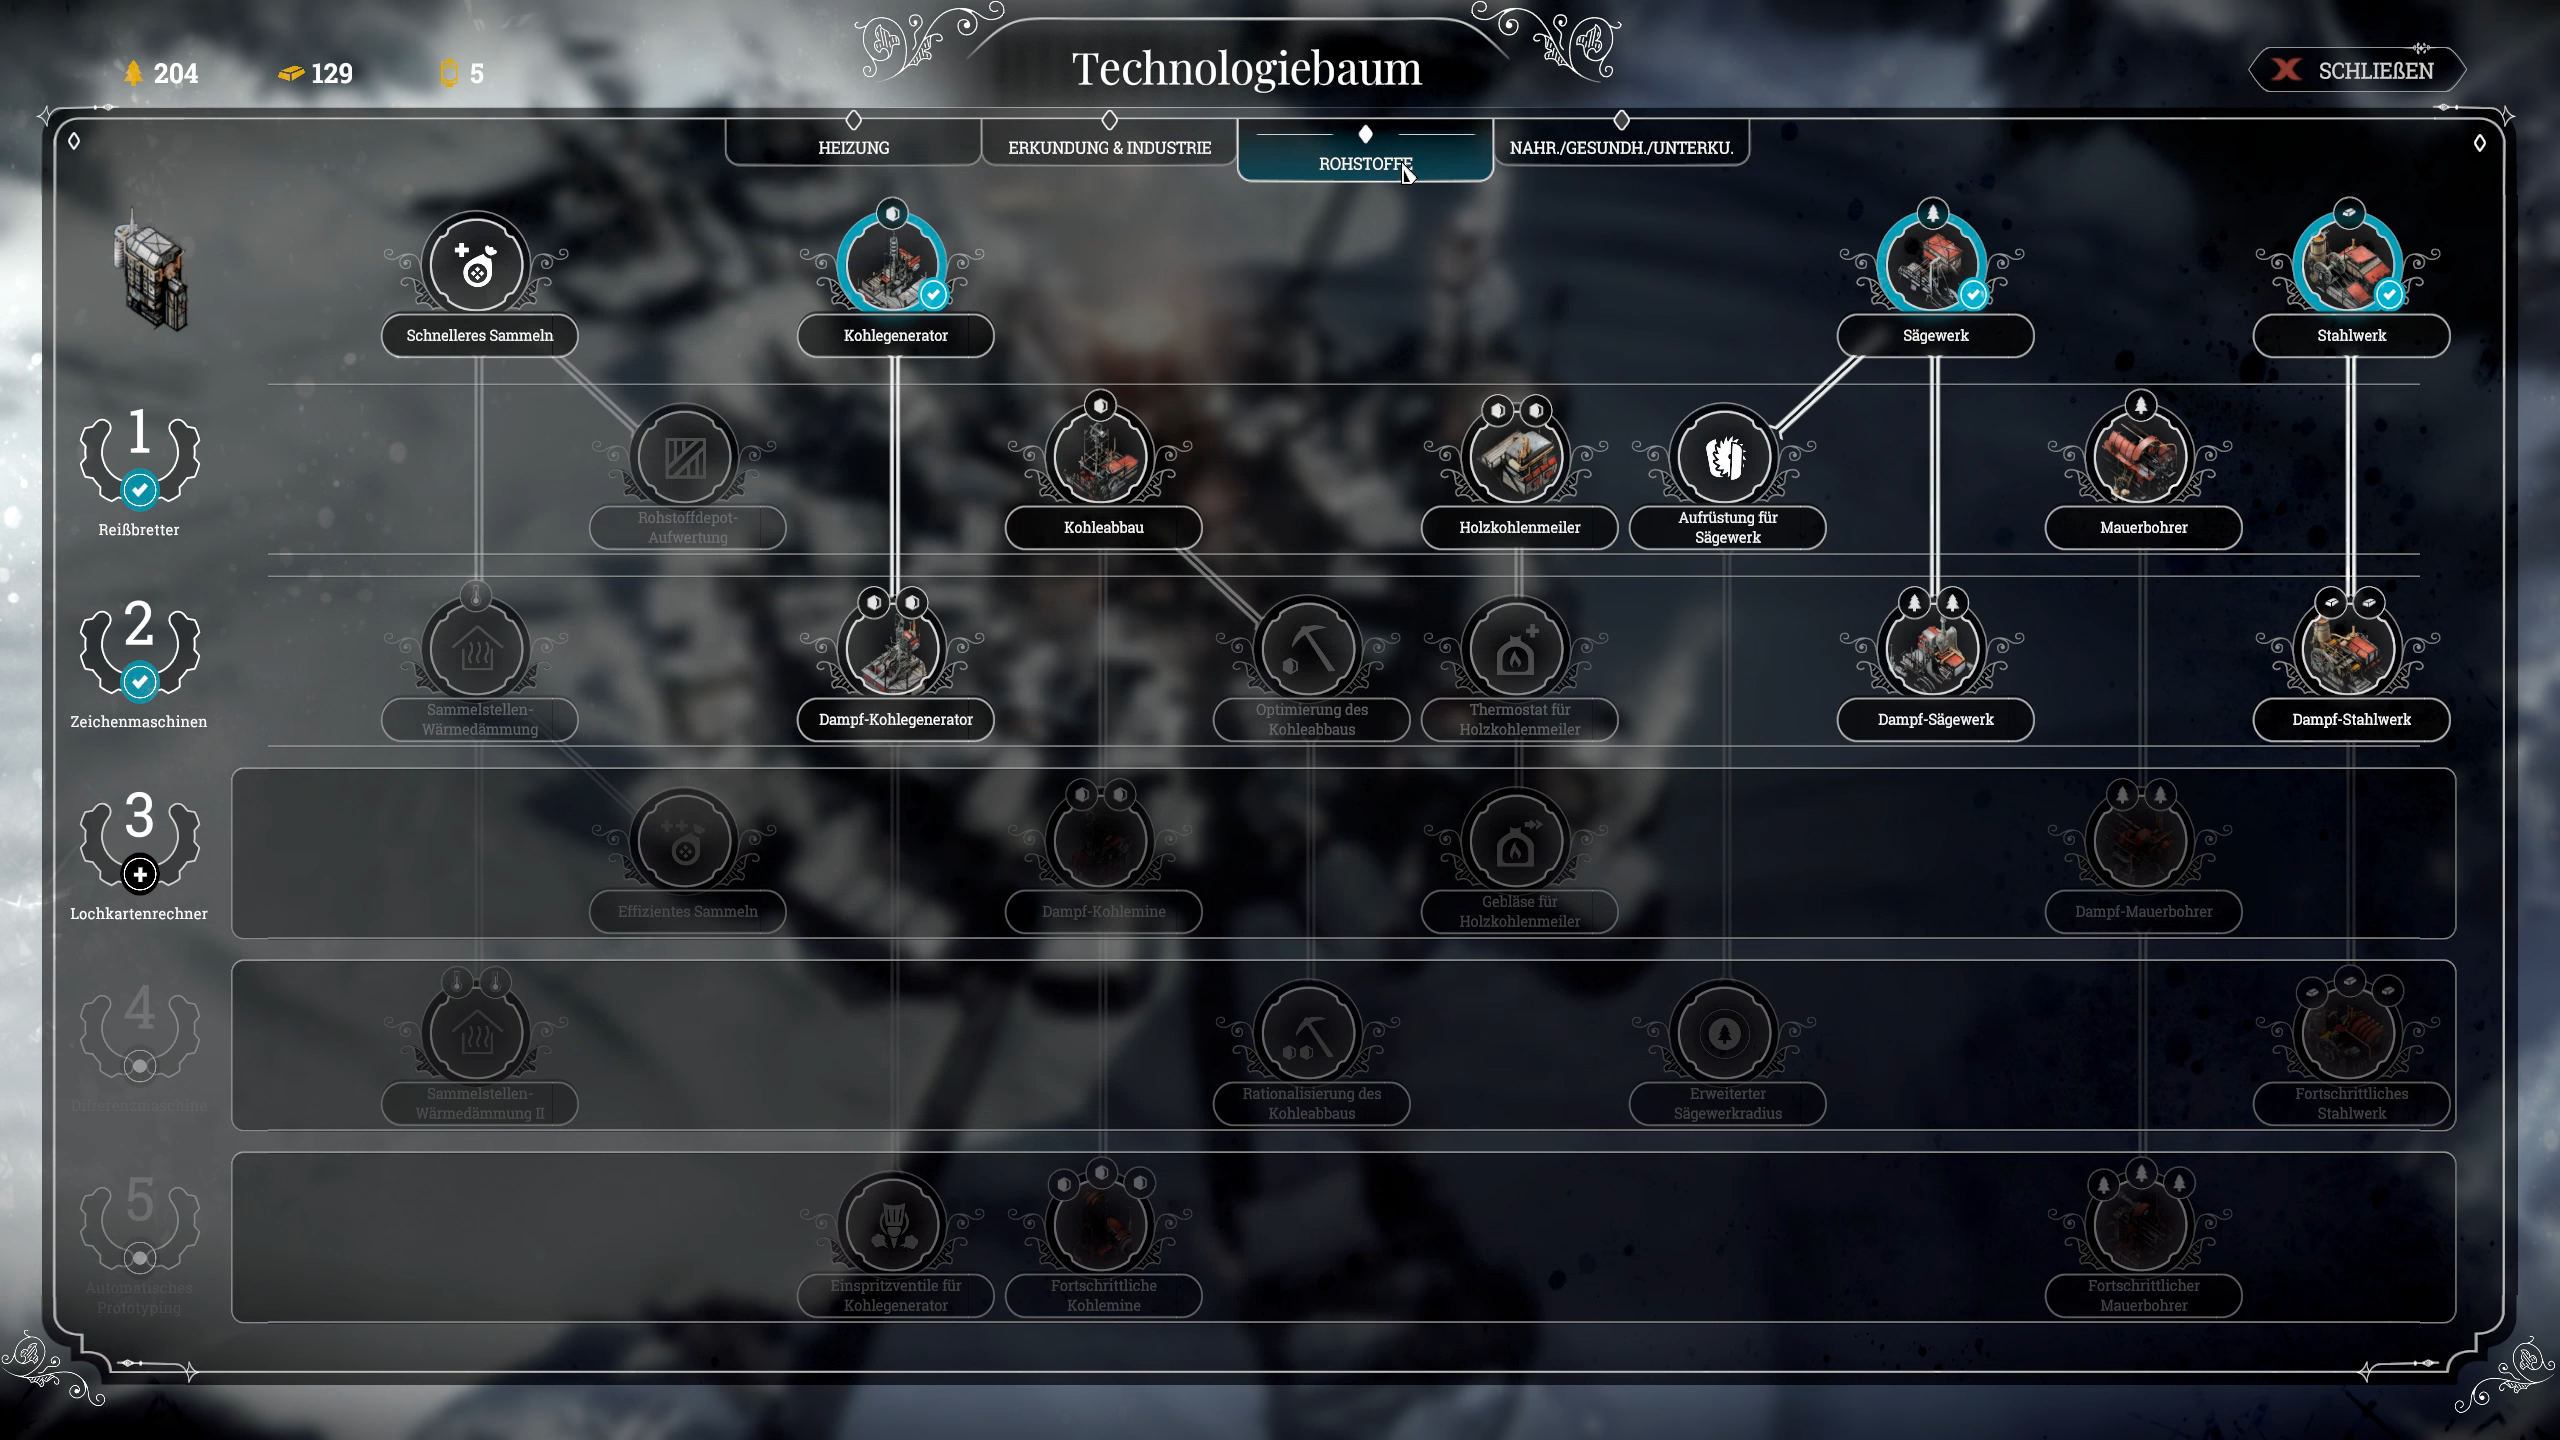 204
129
5
Technologiebaum
SCHLIEẞEN
HEIZUNG
ERKUNDUNG & INDUSTRIE
ROHSTOFFE
NAHR./GESUNDH./UNTERKU.
Schnelleres Sammeln
Kohlegenerator
Sägewerk
Stahlwerk
1
Reißbretter
Rohstoffdepot-
Aufwertung
Kohleabbau
Holzkohlenmeiler
Aufrüstung für
Sägewerk
Mauerbohrer
2
Zeichenmaschinen
Sammelstellen-
Wärmedämmung
Dampf-Kohlegenerator
Optimierung des
Kohleabbaus
Thermostat für
Holzkohlenmeiler
Dampf-Sägewerk
Dampf-Stahlwerk
3
Lochkartenrechner
Effizientes Sammeln
Dampf-Kohlemine
Gebläse für
Holzkohlenmeiler
Dampf-Mauerbohrer
4
Differenzmaschine
Sammelstellen-
Wärmedämmung II
Rationalisierung des
Kohleabbaus
Erweiterter
Sägewerkradius
Fortschrittliches
Stahlwerk
5
Automatisches
Prototyping
Einspritzventile für
Kohlegenerator
Fortschrittliche
Kohlemine
Fortschrittlicher
Mauerbohrer